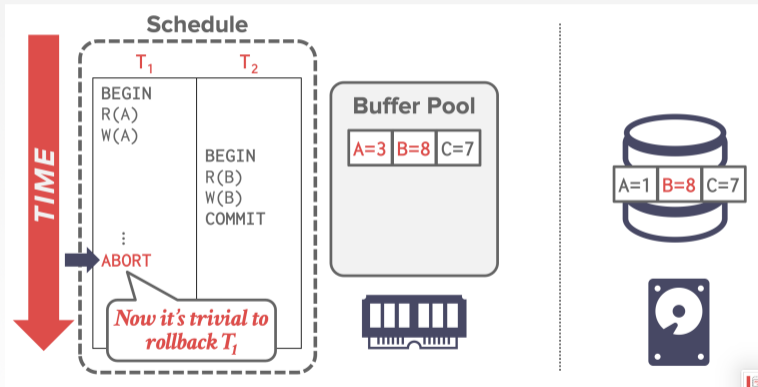 Schedule
TIME
T1 T2
BEGIN
R(A)
W(A)
BEGIN
R(B)
W(B)
COMMIT
⋮
ABORT
Now it's trivial to
rollback T1
Buffer Pool
A=3 B=8 C=7
A=1 B=8 C=7